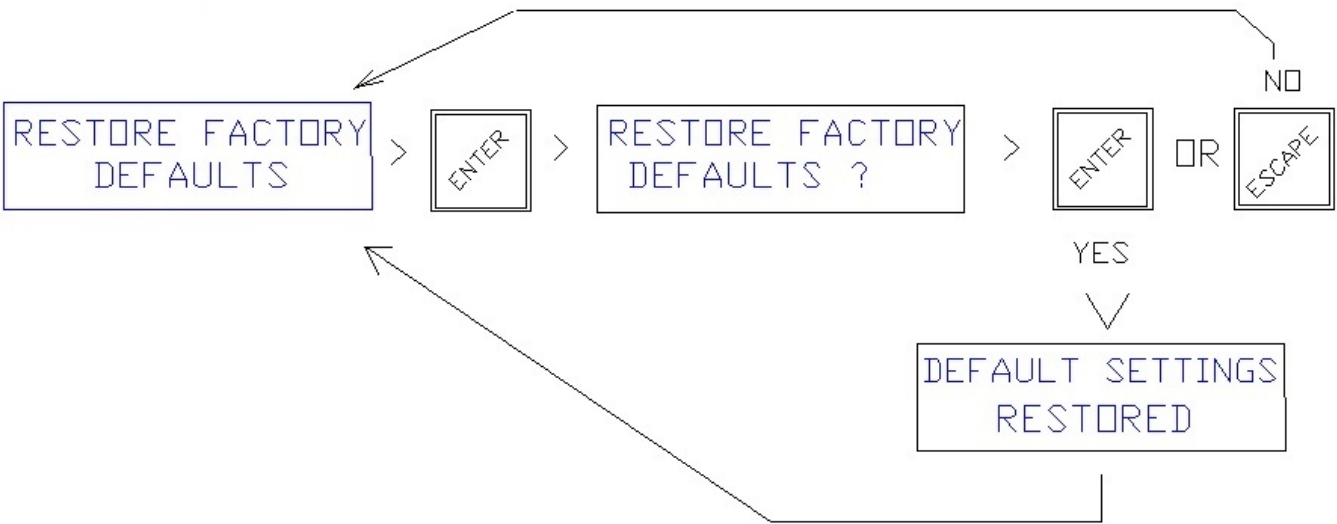 RESTORE FACTORY
DEFAULTS
>
ENTER
>
RESTORE FACTORY
DEFAULTS ?
>
ENTER
OR
NO
ESCAPE
YES
DEFAULT SETTINGS
RESTORED